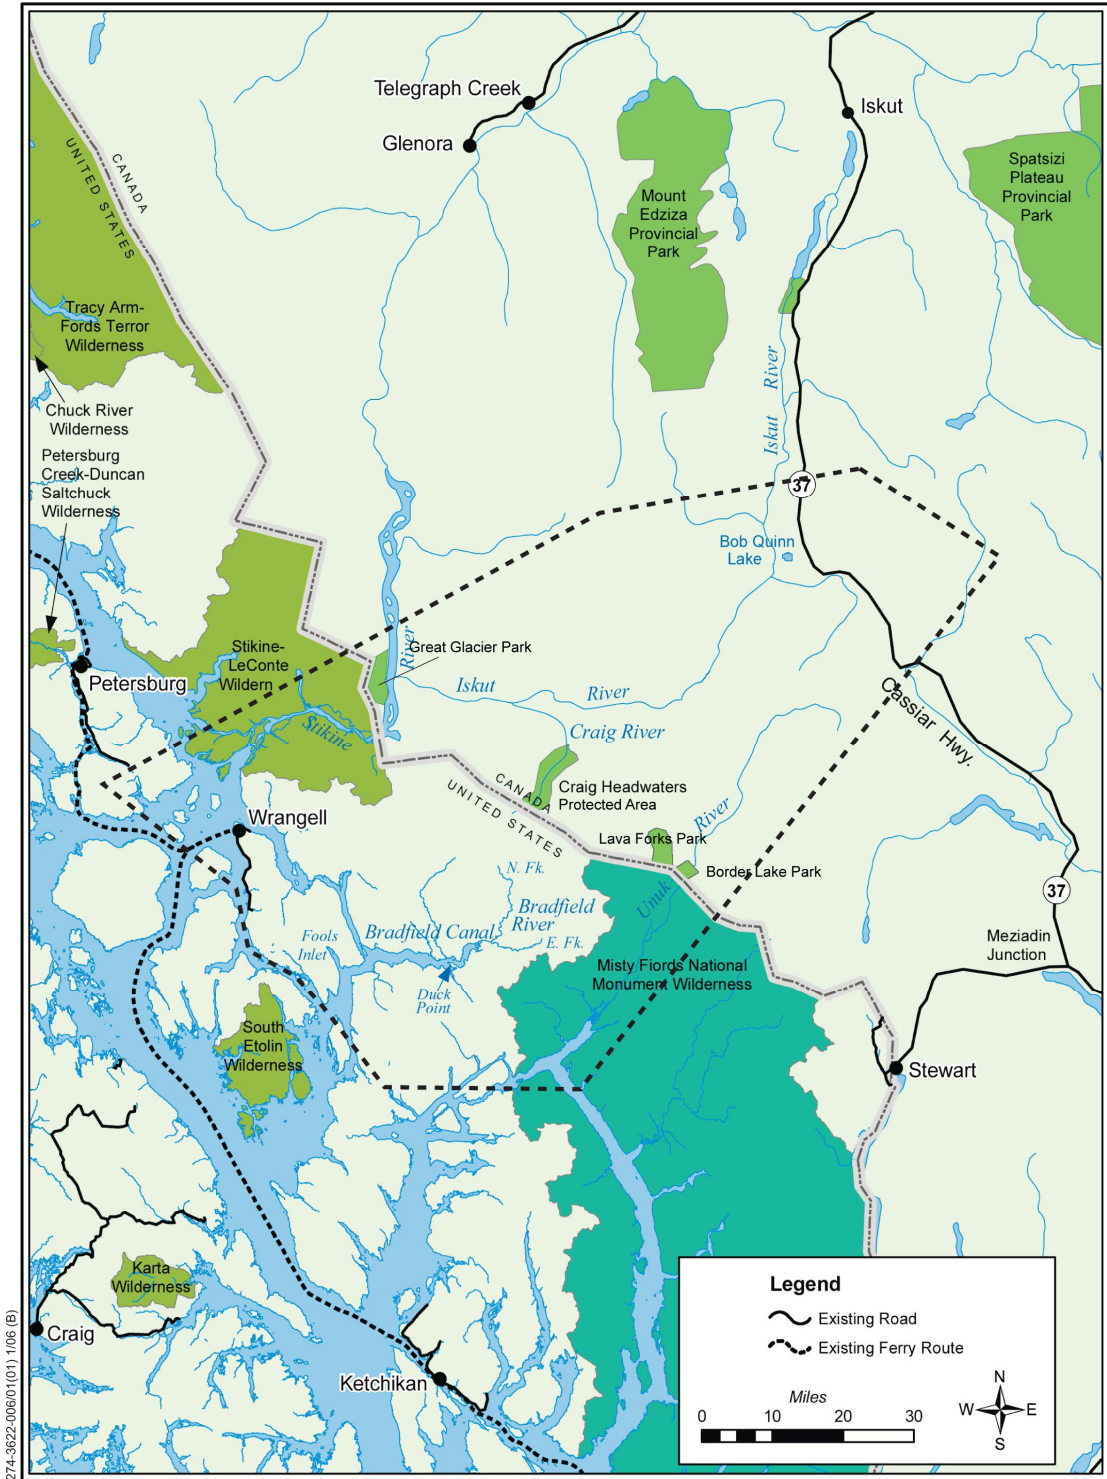 Telegraph Creek
Glenora
Iskut
CANADA
UNITED STATES
Mount
Edziza
Provincial
Park
Spatsizi
Plateau
Provincial
Park
Tracy Arm-
Fords Terror
Wilderness
Chuck River
Wilderness
Petersburg
Creek-Duncan
Saltchuck
Wilderness
Iskut River
37
Bob Quinn
Lake
Stikine-
LeConte
Wildern
River
Great Glacier Park
Petersburg
Iskut River
Stikine
Craig River
Cassiar Hwy.
CANADA
UNITED STATES
Craig Headwaters
Protected Area
Wrangell
Lava Forks Park
River
Border Lake Park
N. Fk.
Unuk
37
Bradfield
River
Bradfield Canal
E. Fk.
Fools
Inlet
Meziadin
Junction
Misty Fiords National
Monument Wilderness
Duck
Point
South
Etolin
Wilderness
Stewart
Karta
Wilderness
Craig
Ketchikan
Legend
Existing Road
Existing Ferry Route
Miles
0 10 20 30
N
W E
S
274-3622-006/01(01) 1/06 (B)